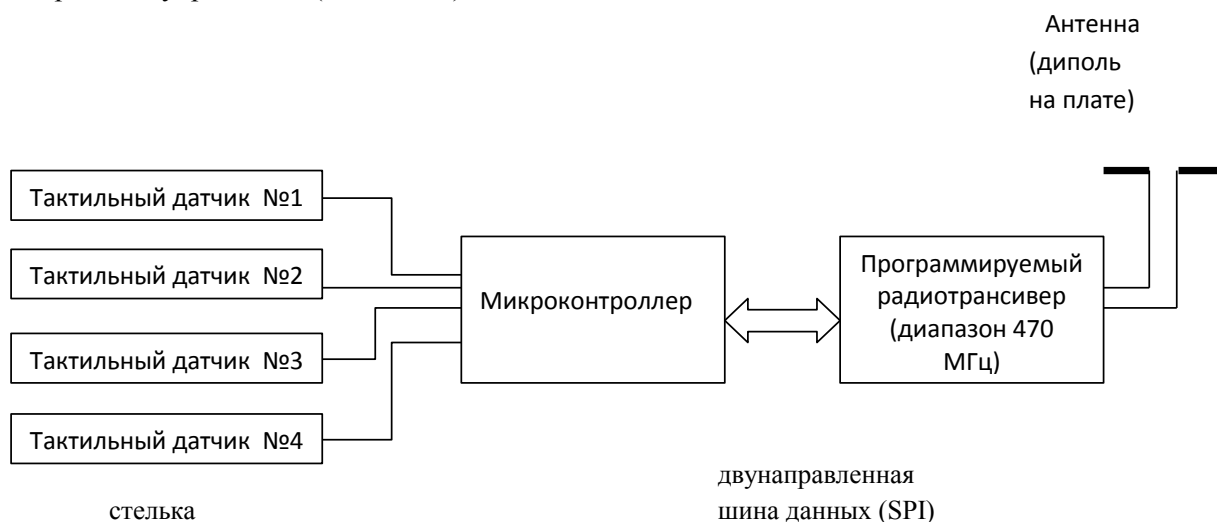 Антенна
(диполь
на плате)
Тактильный датчик №1
Тактильный датчик №2
Тактильный датчик №3
Тактильный датчик №4
Микроконтроллер
Программируемый
радиотрансивер
(диапазон 470
МГц)
двунаправленная
шина данных (SPI)
стелька